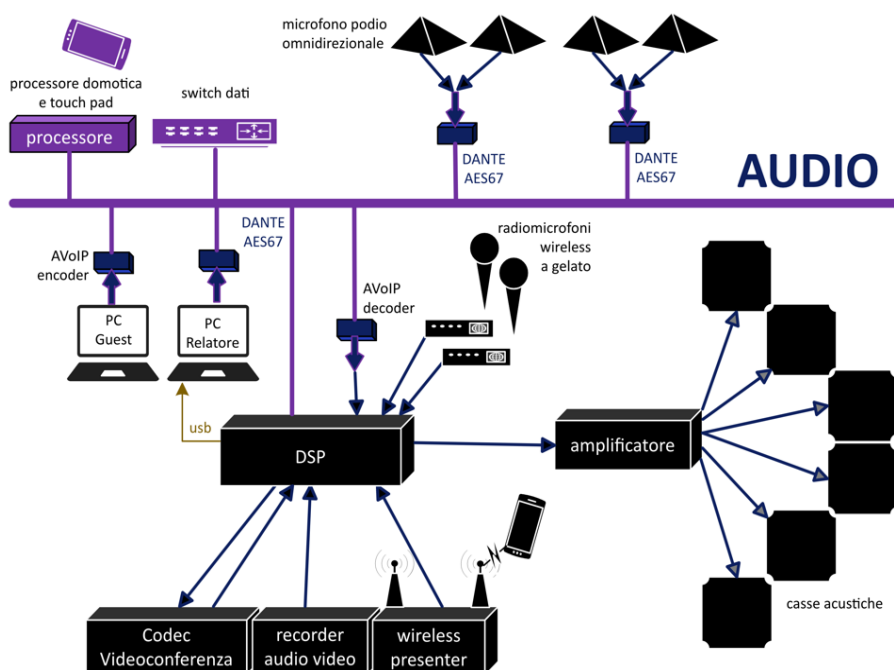 microfono podio
omnidirezionale
processore domotica
e touch pad
switch dati
processore
DANTE
AES67
DANTE
AES67
AUDIO
DANTE
AES67
AVoIP
encoder
radiomicrofoni
wireless
a gelato
AVoIP
decoder
PC
Guest
PC
Relatore
usb
DSP
amplificatore
casse acustiche
Codec
Videoconferenza
recorder
audio video
wireless
presenter